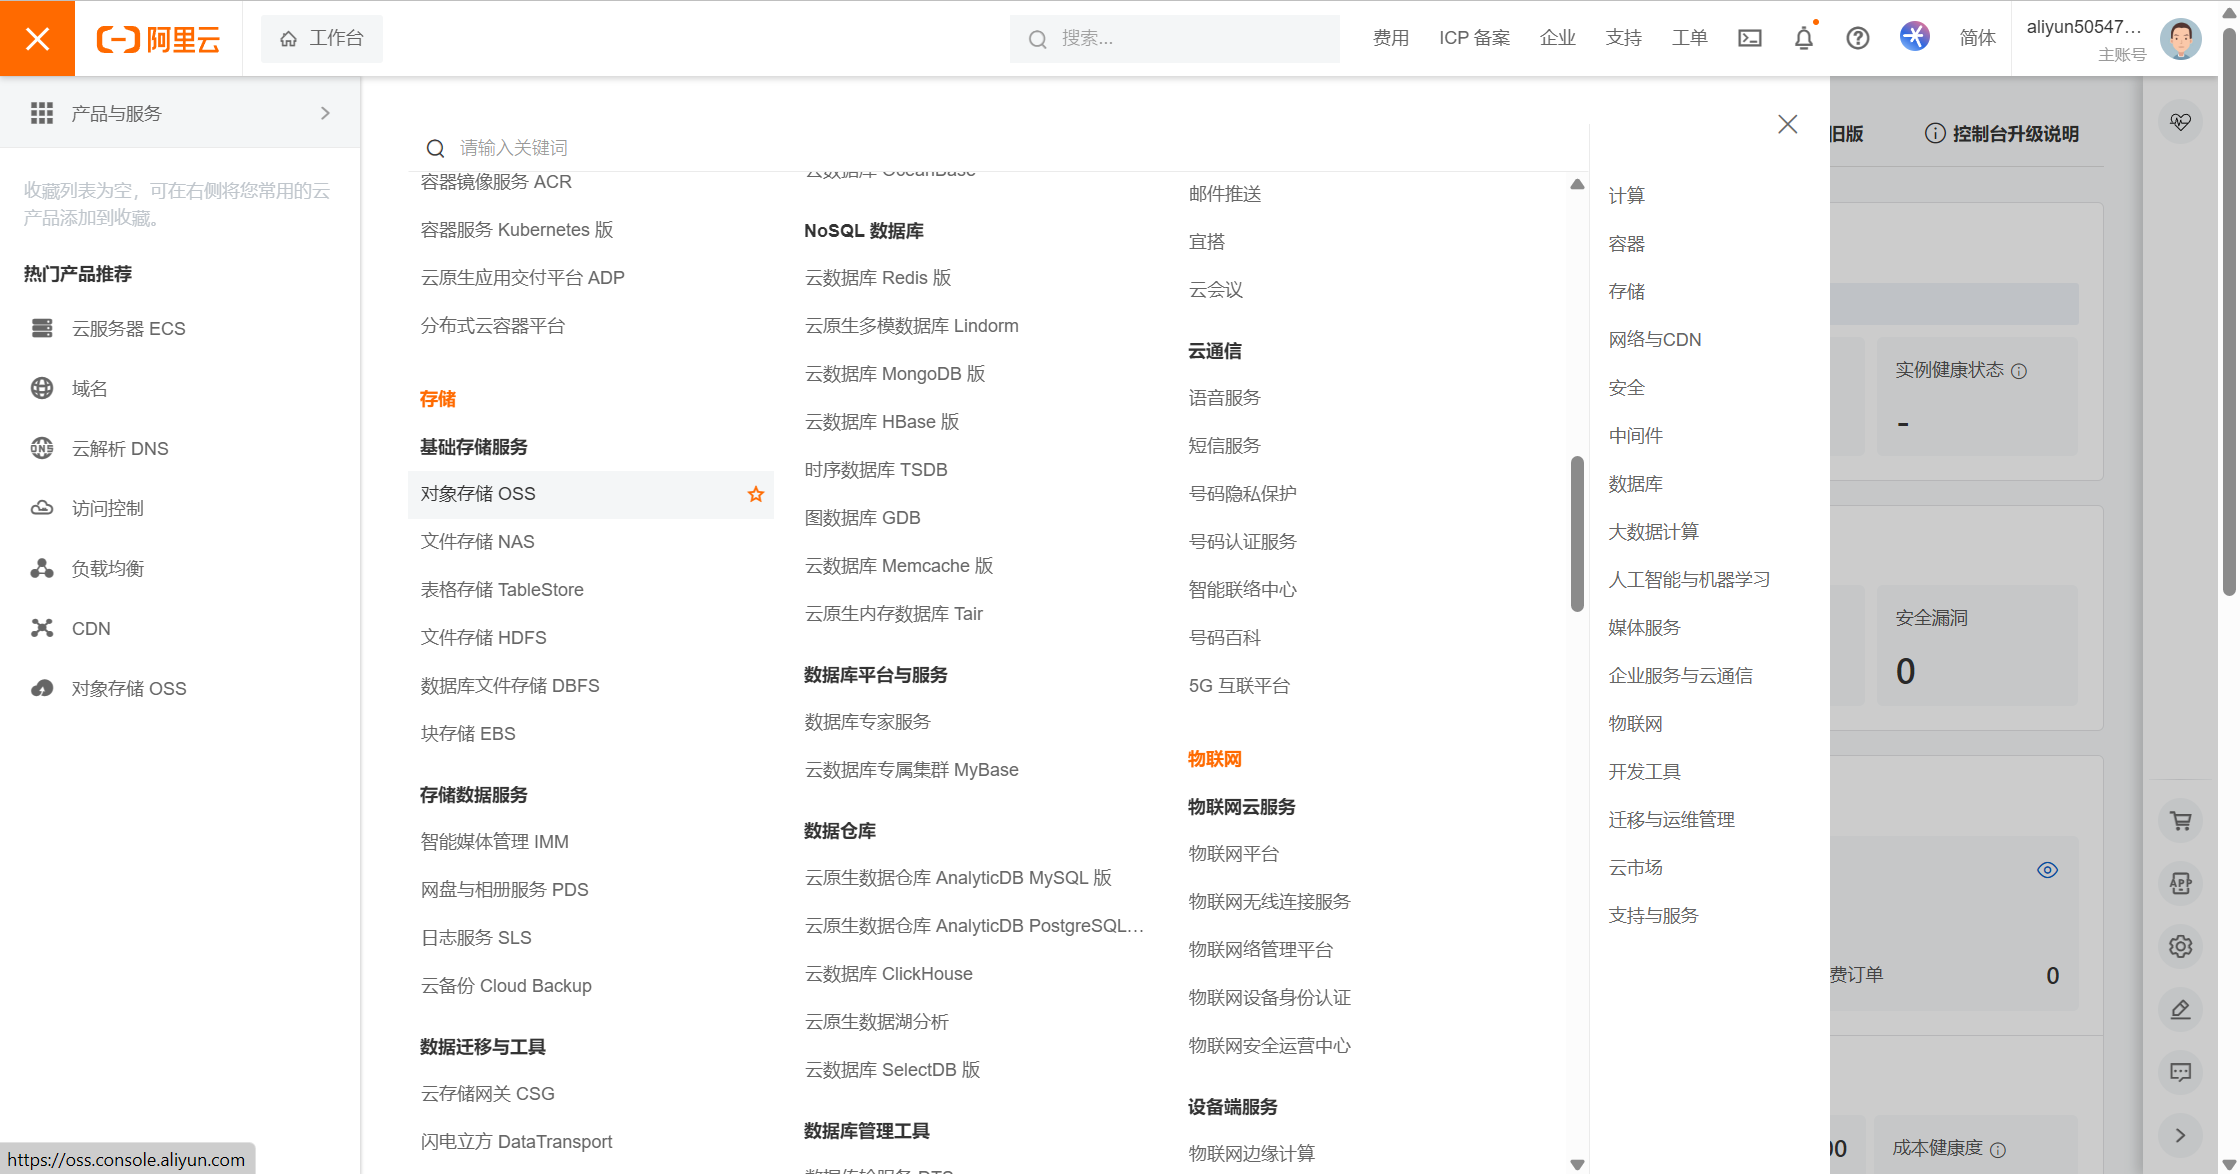 阿里云
工作台
搜索...
费用
ICP 备案
企业
支持
工单
简体
aliyun50547...
主账号
产品与服务
收藏列表为空，可在右侧将您常用的云
产品添加到收藏。
热门产品推荐
云服务器 ECS
域名
云解析 DNS
访问控制
负载均衡
CDN
对象存储 OSS
请输入关键词
容器镜像服务 ACR
容器服务 Kubernetes 版
云原生应用交付平台 ADP
分布式云容器平台
存储
基础存储服务
对象存储 OSS
文件存储 NAS
表格存储 TableStore
文件存储 HDFS
数据库文件存储 DBFS
块存储 EBS
存储数据服务
智能媒体管理 IMM
网盘与相册服务 PDS
日志服务 SLS
云备份 Cloud Backup
数据迁移与工具
云存储网关 CSG
闪电立方 DataTransport
云数据库 OceanBase
NoSQL 数据库
云数据库 Redis 版
云原生多模数据库 Lindorm
云数据库 MongoDB 版
云数据库 HBase 版
时序数据库 TSDB
图数据库 GDB
云数据库 Memcache 版
云原生内存数据库 Tair
数据库平台与服务
数据库专家服务
云数据库专属集群 MyBase
数据仓库
云原生数据仓库 AnalyticDB MySQL 版
云原生数据仓库 AnalyticDB PostgreSQL...
云数据库 ClickHouse
云原生数据湖分析
云数据库 SelectDB 版
数据库管理工具
数据传输服务 DTS
邮件推送
宜搭
云会议
云通信
语音服务
短信服务
号码隐私保护
号码认证服务
智能联络中心
号码百科
5G 互联平台
物联网
物联网云服务
物联网平台
物联网无线连接服务
物联网络管理平台
物联网设备身份认证
物联网安全运营中心
设备端服务
物联网边缘计算
计算
容器
存储
网络与CDN
安全
中间件
数据库
大数据计算
人工智能与机器学习
媒体服务
企业服务与云通信
物联网
开发工具
迁移与运维管理
云市场
支持与服务
旧版
控制台升级说明
实例健康状态
-
安全漏洞
0
费订单
0
00
成本健康度
APP
https://oss.console.aliyun.com